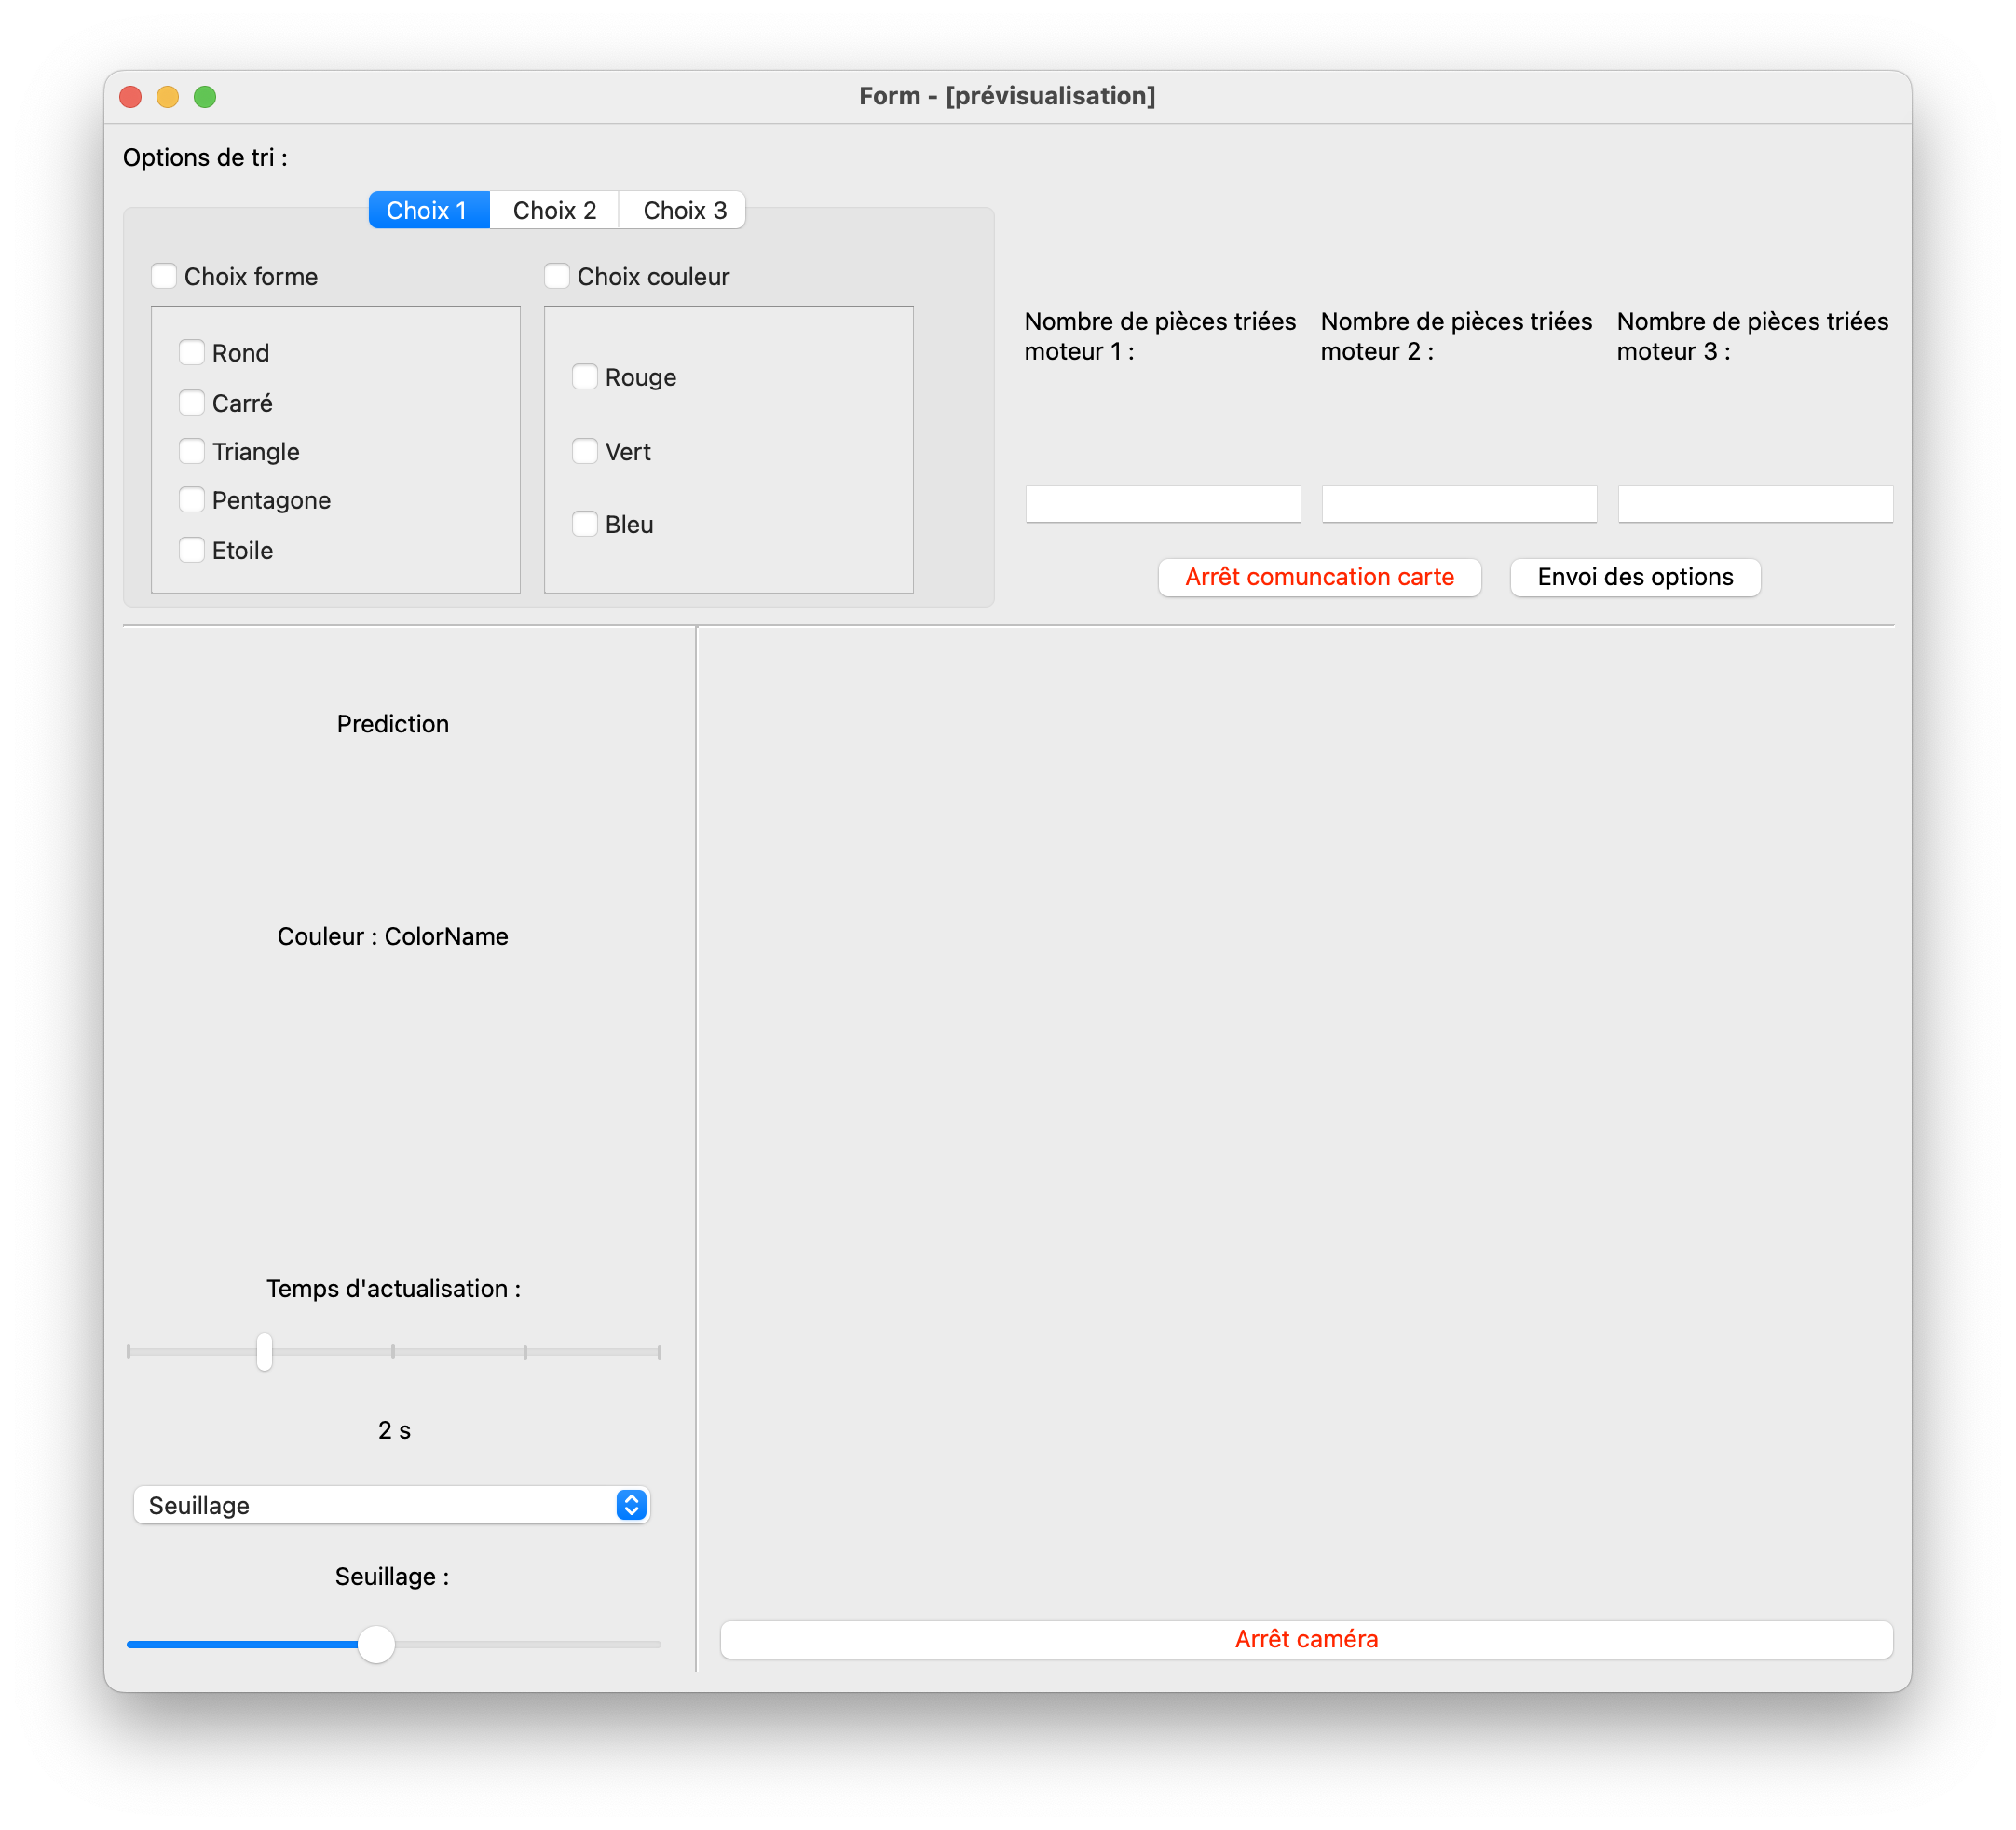 Form - [prévisualisation]
Options de tri :
Choix 1 Choix 2 Choix 3
Choix forme
Rond
Carré
Triangle
Pentagone
Etoile
Choix couleur
Rouge
Vert
Bleu
Nombre de pièces triées
moteur 1 :
Nombre de pièces triées
moteur 2 :
Nombre de pièces triées
moteur 3 :
Arrêt comuncation carte
Envoi des options
Prediction
Couleur : ColorName
Temps d'actualisation :
2 s
Seuillage
Seuillage :
Arrêt caméra